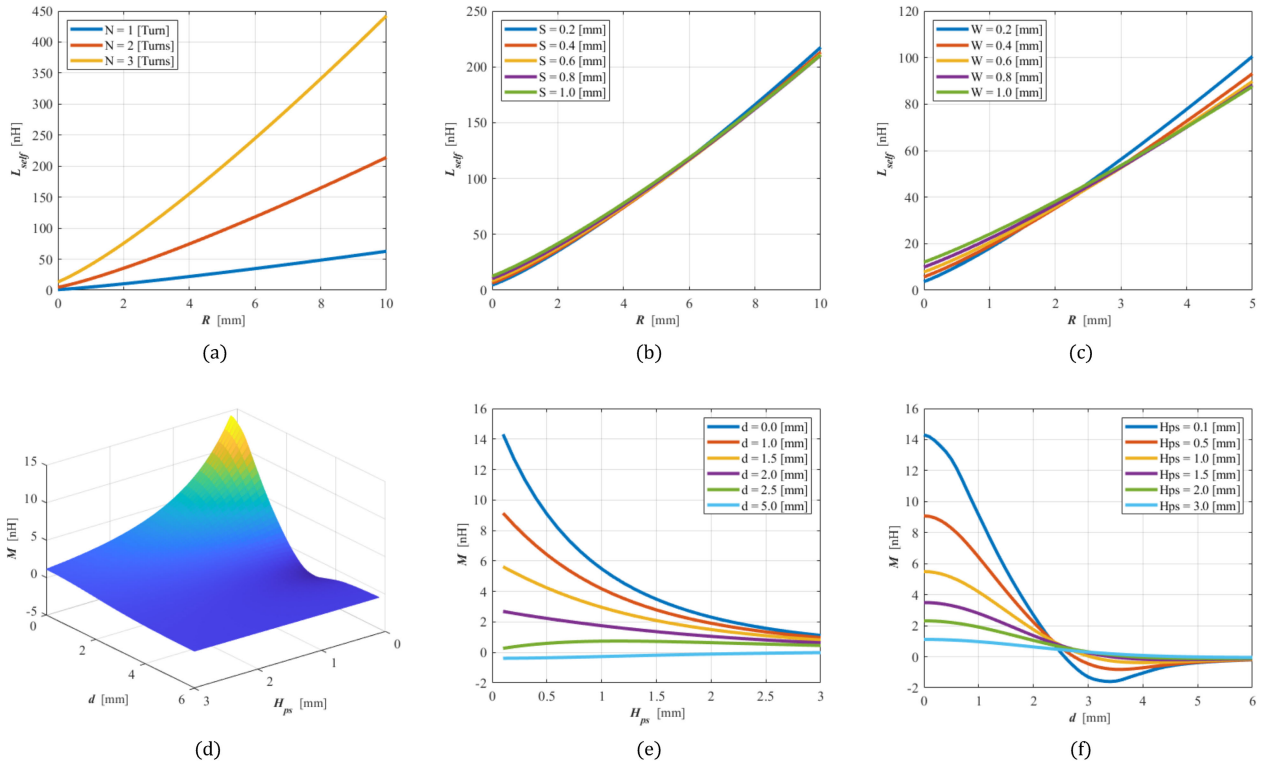 450
400
350
300
250
200
150
100
50
0
L_self [nH]
N = 1 [Turn]
N = 2 [Turns]
N = 3 [Turns]
0 2 4 6 8 10
R [mm]
(a)
250
200
150
100
50
0
L_self [nH]
S = 0.2 [mm]
S = 0.4 [mm]
S = 0.6 [mm]
S = 0.8 [mm]
S = 1.0 [mm]
0 2 4 6 8 10
R [mm]
(b)
120
100
80
60
40
20
0
L_self [nH]
W = 0.2 [mm]
W = 0.4 [mm]
W = 0.6 [mm]
W = 0.8 [mm]
W = 1.0 [mm]
0 1 2 3 4 5
R [mm]
(c)
15
10
5
0
-5
M [nH]
0
2
4
6
d [mm]
3
2
1
0
H_ps [mm]
(d)
16
14
12
10
8
6
4
2
0
-2
M [nH]
d = 0.0 [mm]
d = 1.0 [mm]
d = 1.5 [mm]
d = 2.0 [mm]
d = 2.5 [mm]
d = 5.0 [mm]
0 0.5 1 1.5 2 2.5 3
H_ps [mm]
(e)
16
14
12
10
8
6
4
2
0
-2
M [nH]
Hps = 0.1 [mm]
Hps = 0.5 [mm]
Hps = 1.0 [mm]
Hps = 1.5 [mm]
Hps = 2.0 [mm]
Hps = 3.0 [mm]
0 1 2 3 4 5 6
d [mm]
(f)